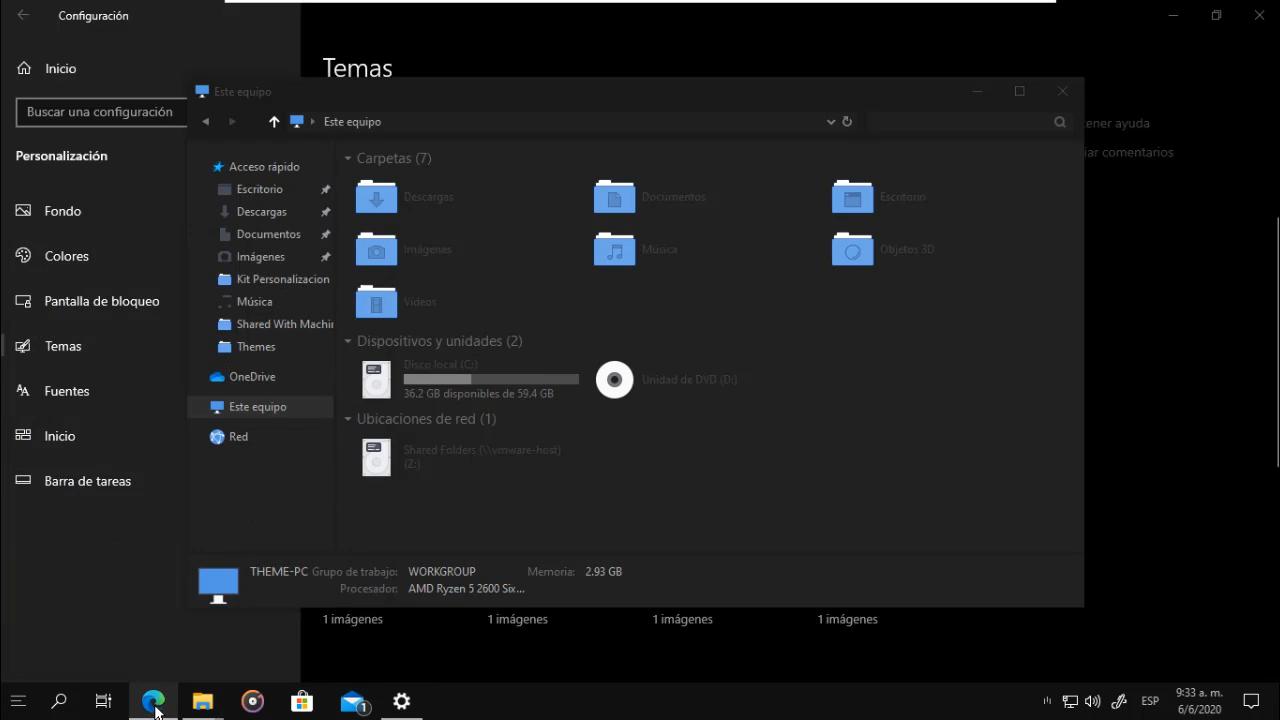 Configuración
Inicio
Buscar una configuración
Personalización
Fondo
Colores
Pantalla de bloqueo
Temas
Fuentes
Inicio
Barra de tareas
Temas
tener ayuda
iar comentarios
Este equipo
Este equipo
Acceso rápido
Escritorio
Descargas
Documentos
Imágenes
Kit Personalizacion
Música
Shared With Machin
Themes
OneDrive
Este equipo
Red
Carpetas (7)
Descargas
Documentos
Escritorio
Imágenes
Música
Objetos 3D
Videos
Dispositivos y unidades (2)
Disco local (C:)
36.2 GB disponibles de 59.4 GB
Unidad de DVD (D:)
Ubicaciones de red (1)
Shared Folders (\\vmware-host)
(Z:)
THEME-PC Grupo de trabajo: WORKGROUP Memoria: 2.93 GB
Procesador: AMD Ryzen 5 2600 Six...
1 imágenes 1 imágenes 1 imágenes 1 imágenes
1
ESP
9:33 a. m.
6/6/2020